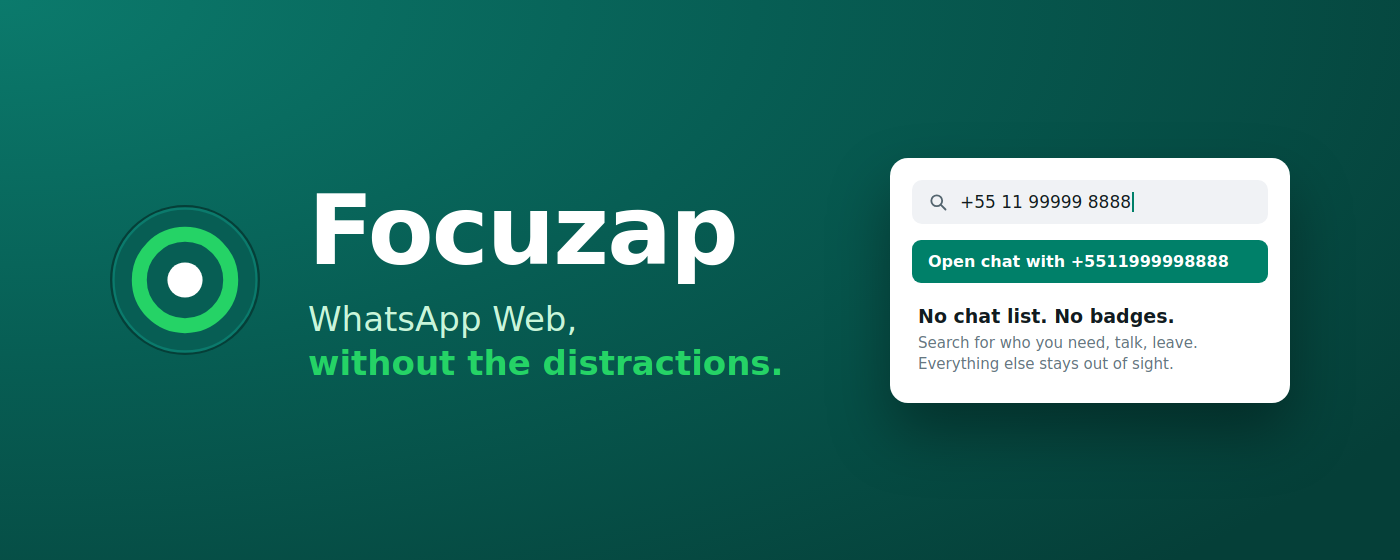 Focuzap
WhatsApp Web,
without the distractions.
+55 11 99999 8888
Open chat with +5511999998888
No chat list. No badges.
Search for who you need, talk, leave.
Everything else stays out of sight.